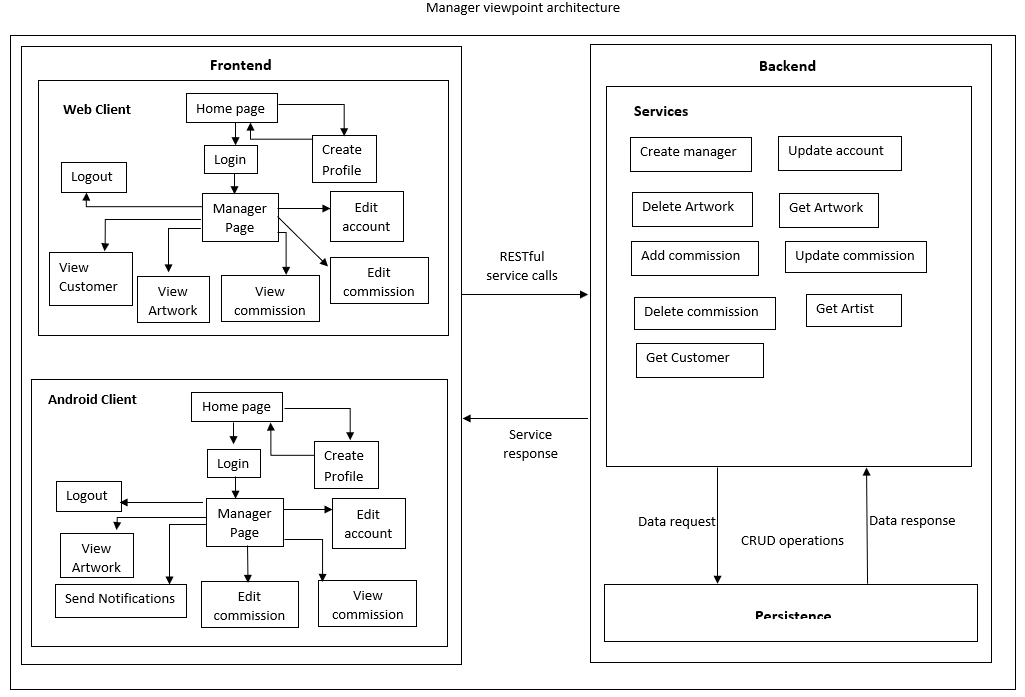 Manager viewpoint architecture
Frontend
Web Client
Home page
Login
Create
Profile
Logout
Manager
Page
Edit
account
View
Customer
View
Artwork
View
commission
Edit
commission
Android Client
Home page
Login
Create
Profile
Logout
Manager
Page
Edit
account
View
Artwork
Send Notifications
Edit
commission
View
commission
RESTful
service calls
Service
response
Backend
Services
Create manager
Update account
Delete Artwork
Get Artwork
Add commission
Update commission
Delete commission
Get Artist
Get Customer
Data request
CRUD operations
Data response
Persistence